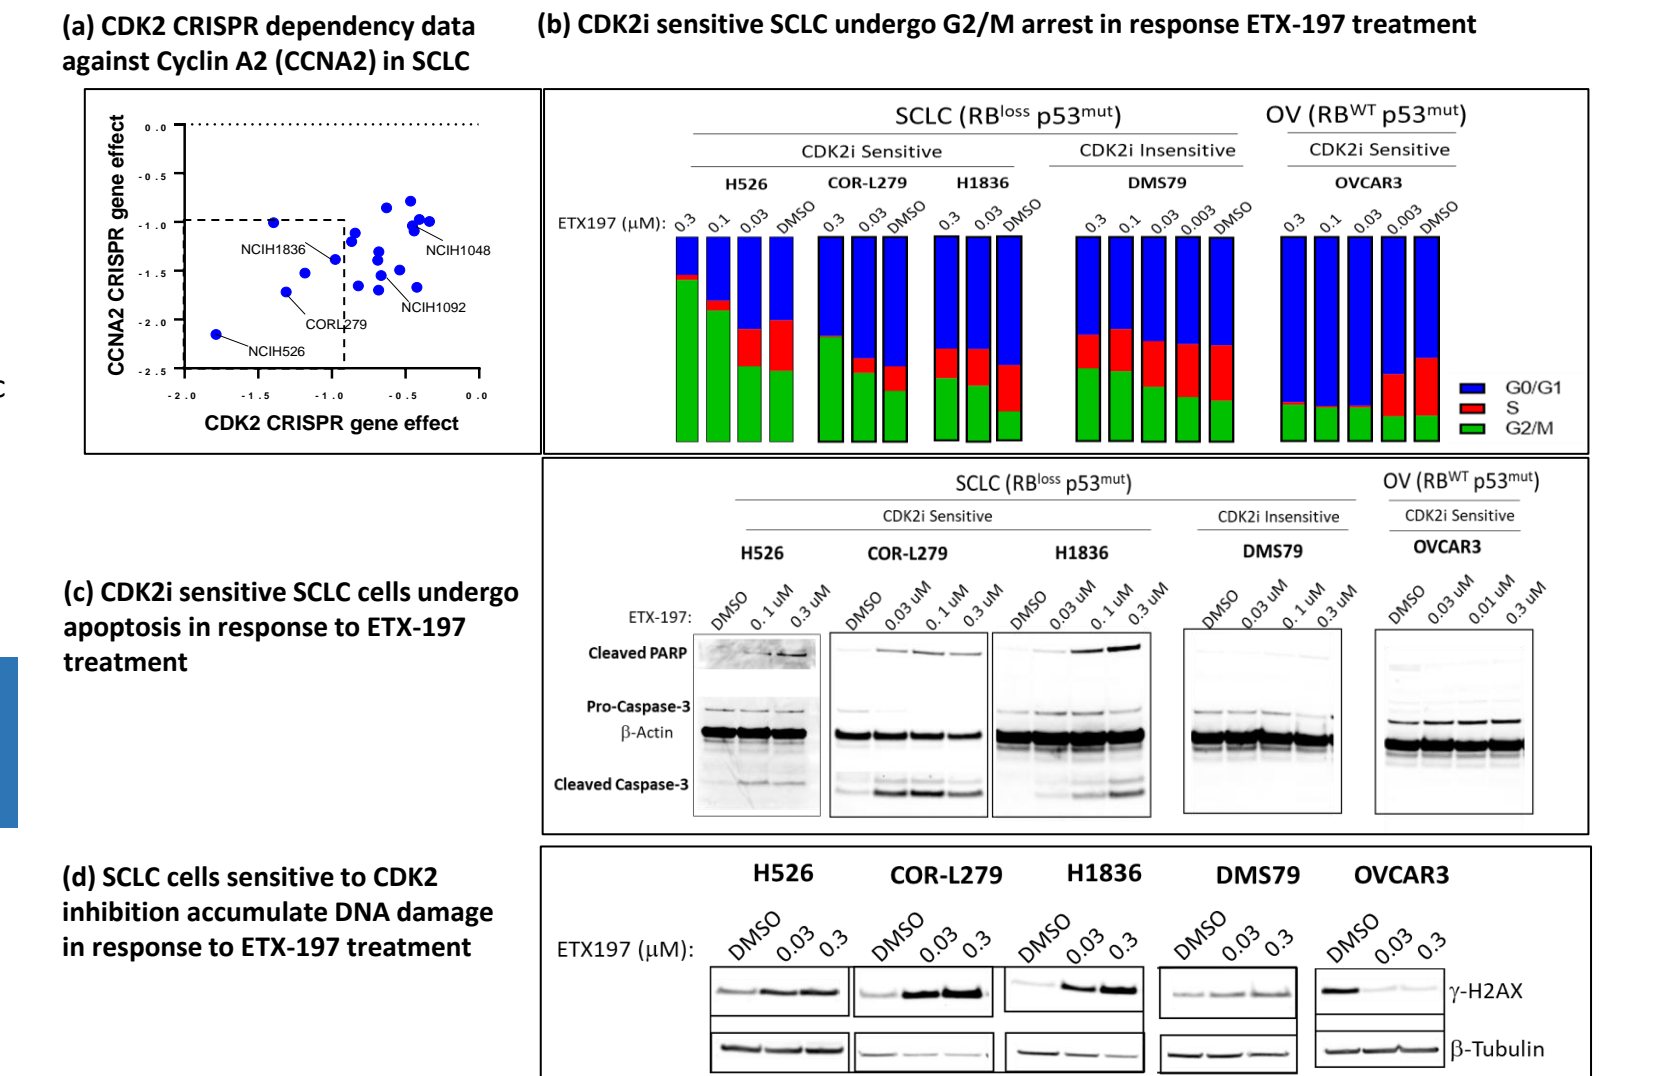 (a) CDK2 CRISPR dependency data
against Cyclin A2 (CCNA2) in SCLC
CCNA2 CRISPR gene effect
0.0
-0.5
-1.0
-1.5
-2.0
-2.5
NCIH1836
NCIH1048
NCIH1092
CORL279
NCIH526
-2.0 -1.5 -1.0 -0.5 0.0
CDK2 CRISPR gene effect
c
(b) CDK2i sensitive SCLC undergo G2/M arrest in response ETX-197 treatment
SCLC (RBloss p53mut) OV (RBWT p53mut)
CDK2i Sensitive CDK2i Insensitive CDK2i Sensitive
H526 COR-L279 H1836 DMS79 OVCAR3
ETX197 (μM): 0.3 0.1 0.03 DMSO 0.3 0.03 DMSO 0.3 0.03 DMSO 0.3 0.1 0.03 0.003 DMSO 0.3 0.1 0.03 0.003 DMSO
G0/G1
S
G2/M
(c) CDK2i sensitive SCLC cells undergo
apoptosis in response to ETX-197
treatment
SCLC (RBloss p53mut) OV (RBWT p53mut)
CDK2i Sensitive CDK2i Insensitive CDK2i Sensitive
H526 COR-L279 H1836 DMS79 OVCAR3
ETX-197: DMSO 0. 1 uM 0.3 uM DMSO 0.03 uM 0. 1 uM 0.3 uM DMSO 0.03 uM 0. 1 uM 0.3 uM DMSO 0.03 uM 0. 1 uM 0.3 uM DMSO 0.03 uM 0.01 uM 0.3 uM
Cleaved PARP
Pro-Caspase-3
β-Actin
Cleaved Caspase-3
(d) SCLC cells sensitive to CDK2
inhibition accumulate DNA damage
in response to ETX-197 treatment
H526 COR-L279 H1836 DMS79 OVCAR3
ETX197 (μM): DMSO 0.03 0.3 DMSO 0.03 0.3 DMSO 0.03 0.3 DMSO 0.03 0.3 DMSO 0.03 0.3
γ-H2AX
β-Tubulin